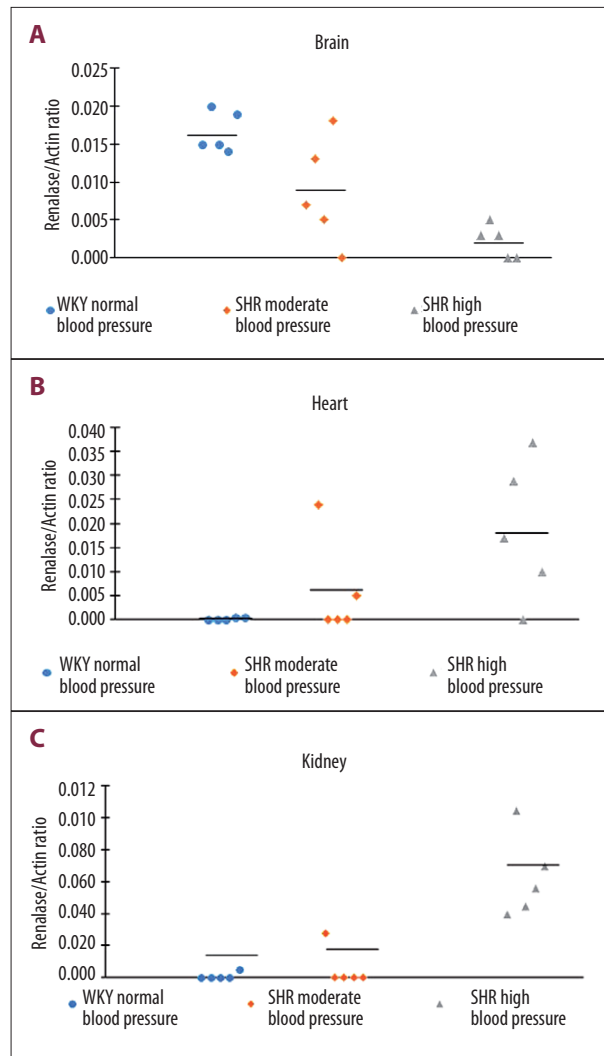 A
Brain
Renalase/Actin ratio
0.025
0.020
0.015
0.010
0.005
0.000
WKY normal
blood pressure
SHR moderate
blood pressure
SHR high
blood pressure
B
Heart
Renalase/Actin ratio
0.040
0.035
0.030
0.025
0.020
0.015
0.010
0.005
0.000
WKY normal
blood pressure
SHR moderate
blood pressure
SHR high
blood pressure
C
Kidney
Renalase/Actin ratio
0.012
0.080
0.060
0.040
0.020
0.000
WKY normal
blood pressure
SHR moderate
blood pressure
SHR high
blood pressure